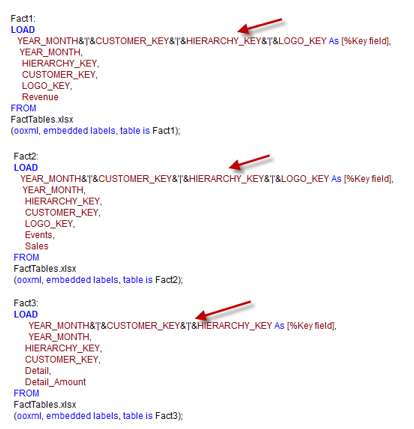 Fact1:
LOAD
YEAR_MONTH&'|'&CUSTOMER_KEY&'|'&HIERARCHY_KEY&'|'&LOGO_KEY As [%Key field],
YEAR_MONTH,
HIERARCHY_KEY,
CUSTOMER_KEY,
LOGO_KEY,
Revenue
FROM
FactTables.xlsx
(ooxml, embedded labels, table is Fact1);
Fact2:
LOAD
YEAR_MONTH&'|'&CUSTOMER_KEY&'|'&HIERARCHY_KEY&'|'&LOGO_KEY As [%Key field],
YEAR_MONTH,
HIERARCHY_KEY,
CUSTOMER_KEY,
LOGO_KEY,
Events,
Sales
FROM
FactTables.xlsx
(ooxml, embedded labels, table is Fact2);
Fact3:
LOAD
YEAR_MONTH&'|'&CUSTOMER_KEY&'|'&HIERARCHY_KEY As [%Key field],
YEAR_MONTH,
HIERARCHY_KEY,
CUSTOMER_KEY,
Detail,
Detail_Amount
FROM
FactTables.xlsx
(ooxml, embedded labels, table is Fact3);